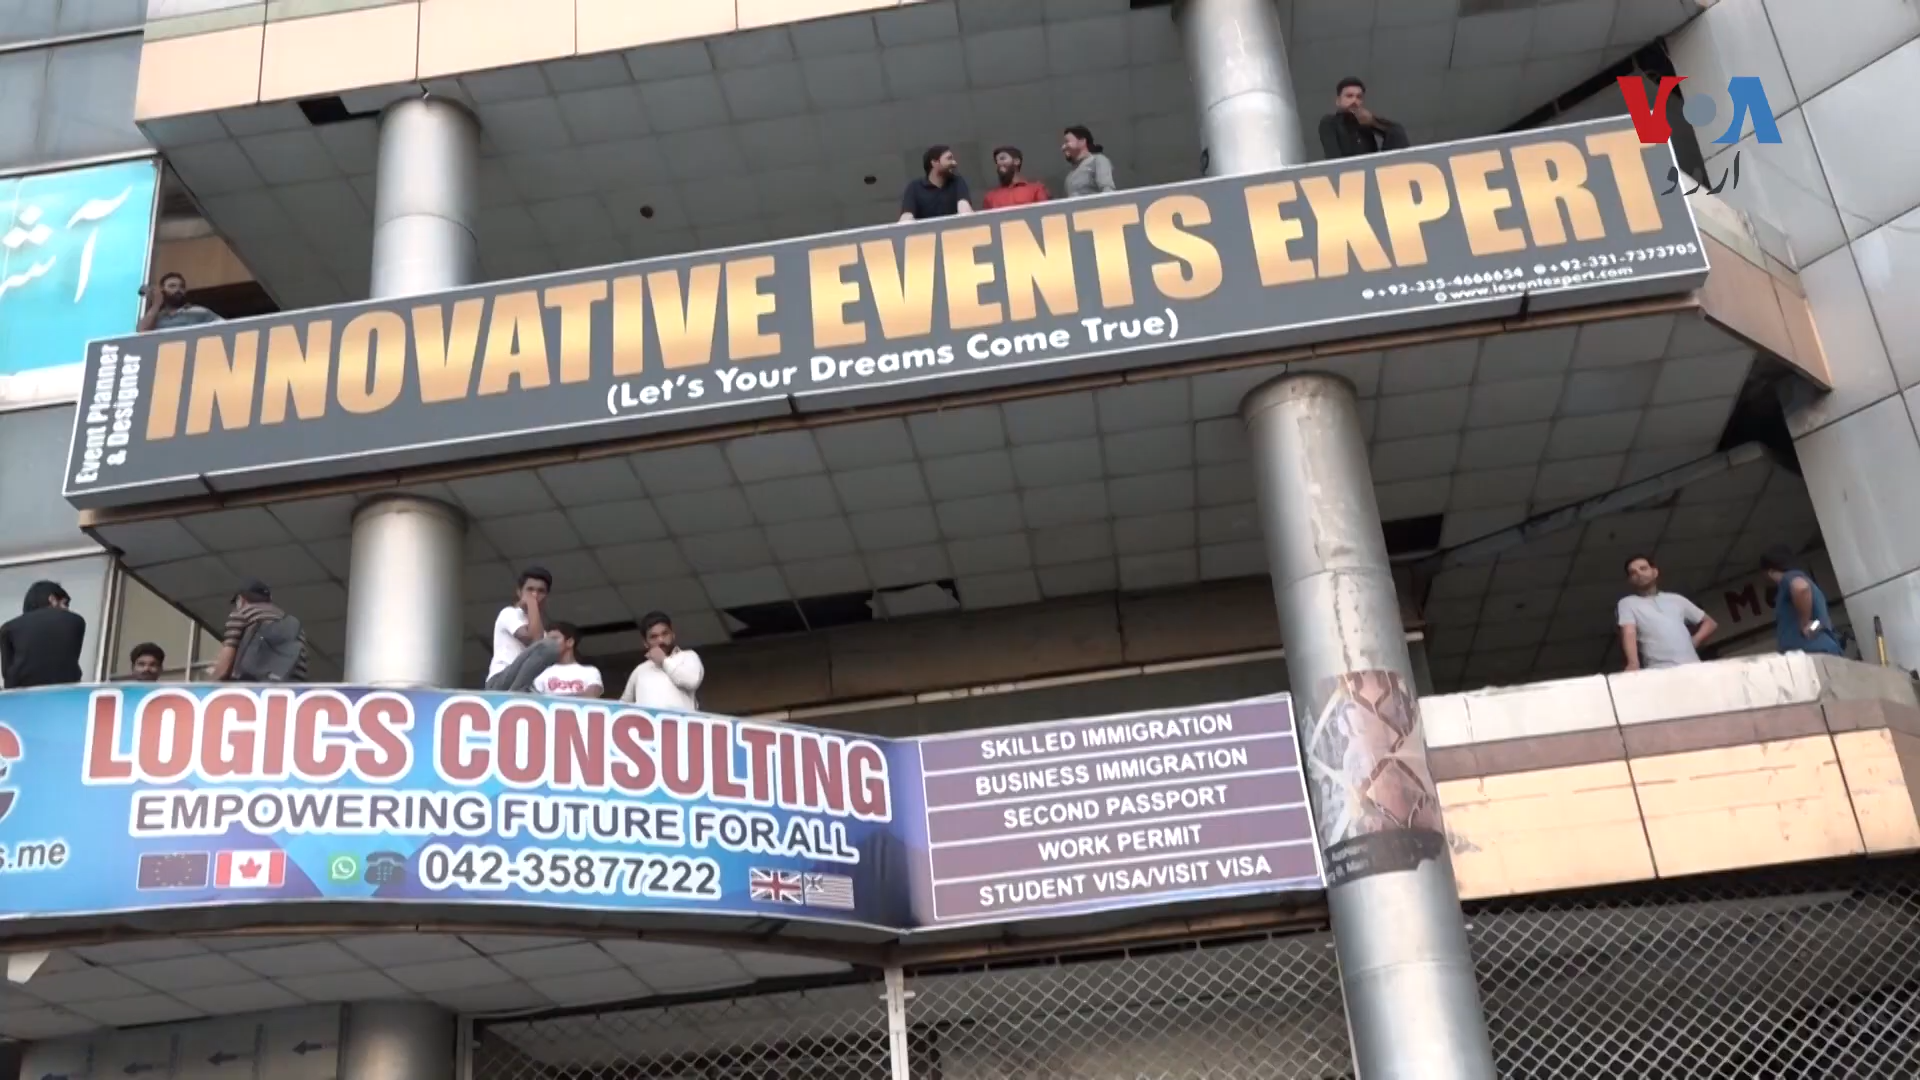 VOA
اردو
آشـ
Event Planner
& Designer
INNOVATIVE EVENTS EXPERT
(Let's Your Dreams Come True)
+92-335-4666654 +92-321-7373705
www.ieventexpert.com
LOGICS CONSULTING
EMPOWERING FUTURE FOR ALL
s.me
042-35877222
SKILLED IMMIGRATION
BUSINESS IMMIGRATION
SECOND PASSPORT
WORK PERMIT
STUDENT VISA/VISIT VISA